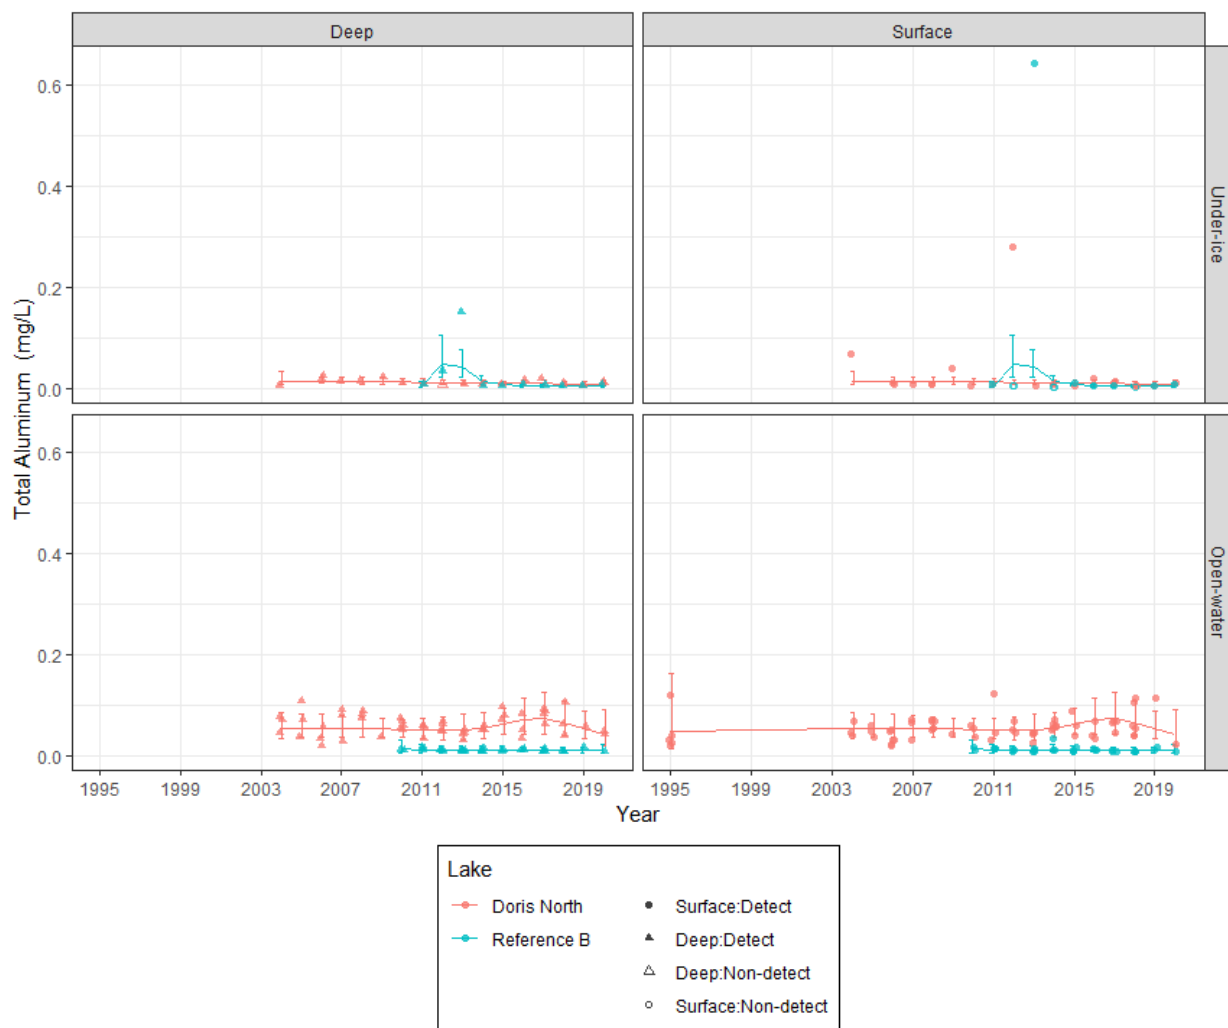 Deep
Surface
0.6
0.4
0.2
0.0
Under-ice
Total Aluminum (mg/L)
0.6
0.4
0.2
0.0
Open-water
1995 1999 2003 2007 2011 2015 2019 1995 1999 2003 2007 2011 2015 2019
Year
Lake
Doris North
Reference B
Surface:Detect
Deep:Detect
Deep:Non-detect
Surface:Non-detect